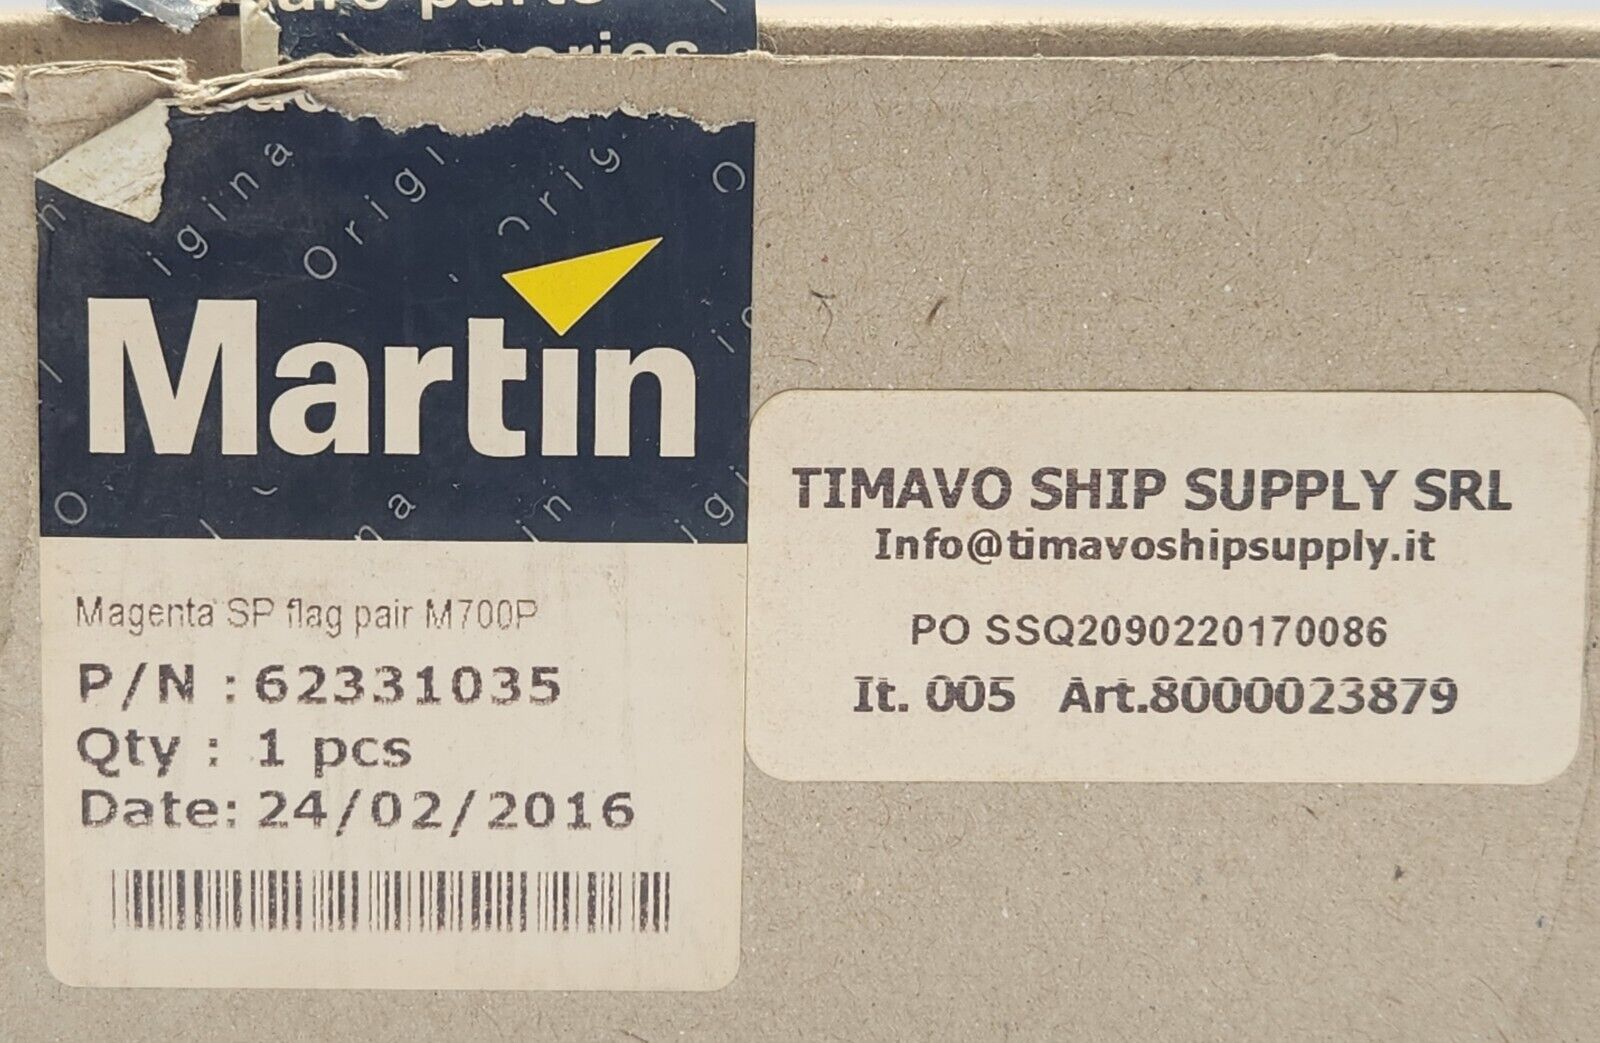 parts
Martin
Magenta SP flag pair M700P
P/N : 62331035
Qty : 1 pcs
Date: 24/02/2016
TIMAVO SHIP SUPPLY SRL
Info@timavoshipsupply.it
PO SSQ2090220170086
It. 005 Art.8000023879